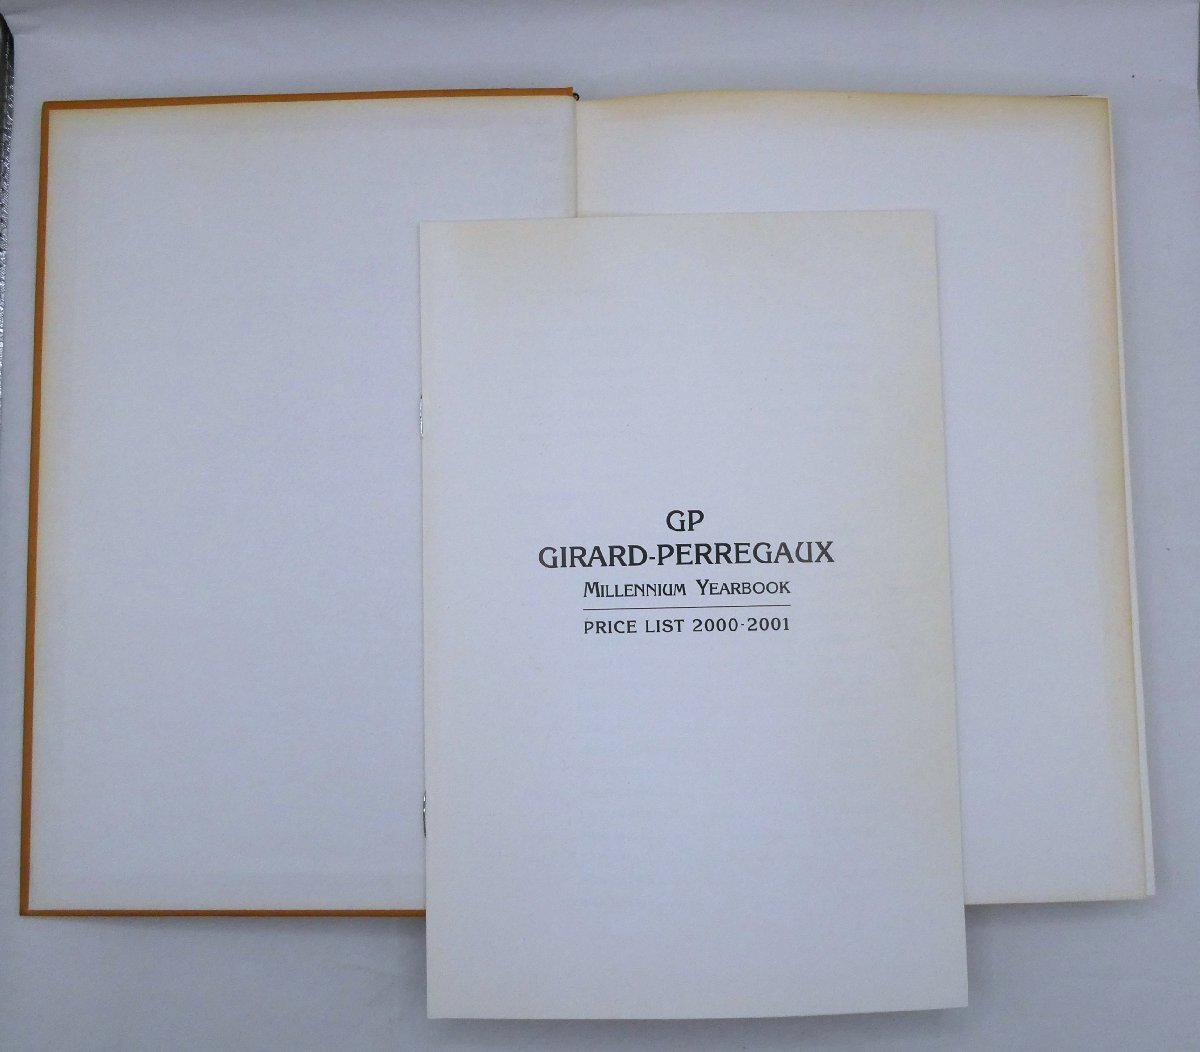 GP
GIRARD-PERREGAUX
MILLENNIUM YEARBOOK
PRICE LIST 2000-2001